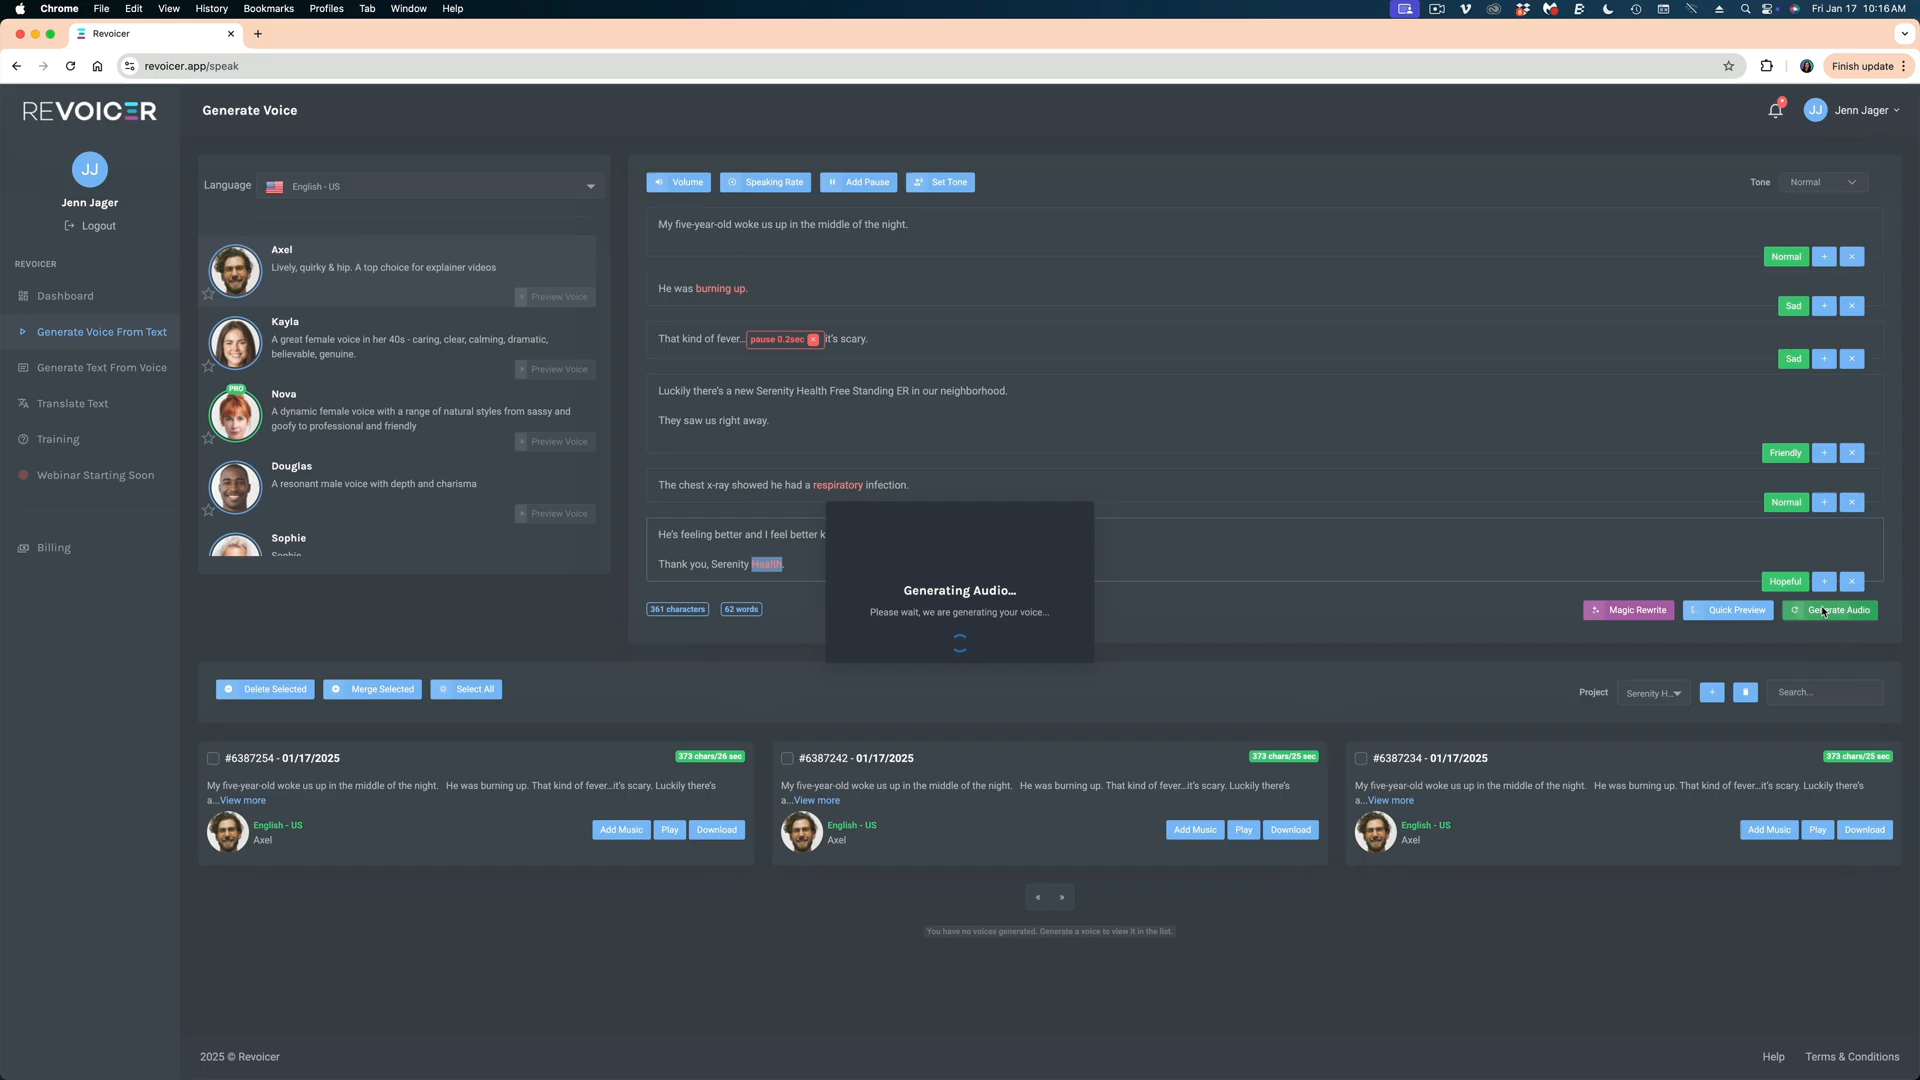 Chrome File Edit View History Bookmarks Profiles Tab Window Help
Fri Jan 17 10:16 AM
Revoicer
revoicer.app/speak
Finish update
REVOICER
Generate Voice
JJ
Jenn Jager
JJ
Jenn Jager
Logout
REVOICER
Dashboard
Generate Voice From Text
Generate Text From Voice
Translate Text
Training
Webinar Starting Soon
Billing
Language
English - US
Axel
Lively, quirky & hip. A top choice for explainer videos
Preview Voice
Kayla
A great female voice in her 40s - caring, clear, calming, dramatic,
believable, genuine.
Preview Voice
PRO
Nova
A dynamic female voice with a range of natural styles from sassy and
goofy to professional and friendly
Preview Voice
Douglas
A resonant male voice with depth and charisma
Preview Voice
Sophie
Sophie
Volume
Speaking Rate
Add Pause
Set Tone
Tone
Normal
My five-year-old woke us up in the middle of the night.
Normal + ×
He was burning up.
Sad + ×
That kind of fever... pause 0.2sec × it's scary.
Sad + ×
Luckily there's a new Serenity Health Free Standing ER in our neighborhood.
They saw us right away.
Friendly + ×
The chest x-ray showed he had a respiratory infection.
Normal + ×
He's feeling better and I feel better k
Thank you, Serenity Health.
Hopeful + ×
361 characters
62 words
Magic Rewrite
Quick Preview
Generate Audio
Generating Audio...
Please wait, we are generating your voice...
Delete Selected
Merge Selected
Select All
Project
Serenity H...
+
Search...
#6387254 - 01/17/2025
373 chars/26 sec
My five-year-old woke us up in the middle of the night. He was burning up. That kind of fever...it's scary. Luckily there's
a...View more
English - US
Axel
Add Music
Play
Download
#6387242 - 01/17/2025
373 chars/25 sec
My five-year-old woke us up in the middle of the night. He was burning up. That kind of fever...it's scary. Luckily there's
a...View more
English - US
Axel
Add Music
Play
Download
#6387234 - 01/17/2025
373 chars/25 sec
My five-year-old woke us up in the middle of the night. He was burning up. That kind of fever...it's scary. Luckily there's
a...View more
English - US
Axel
Add Music
Play
Download
« »
You have no voices generated. Generate a voice to view it in the list.
2025 © Revoicer
Help
Terms & Conditions